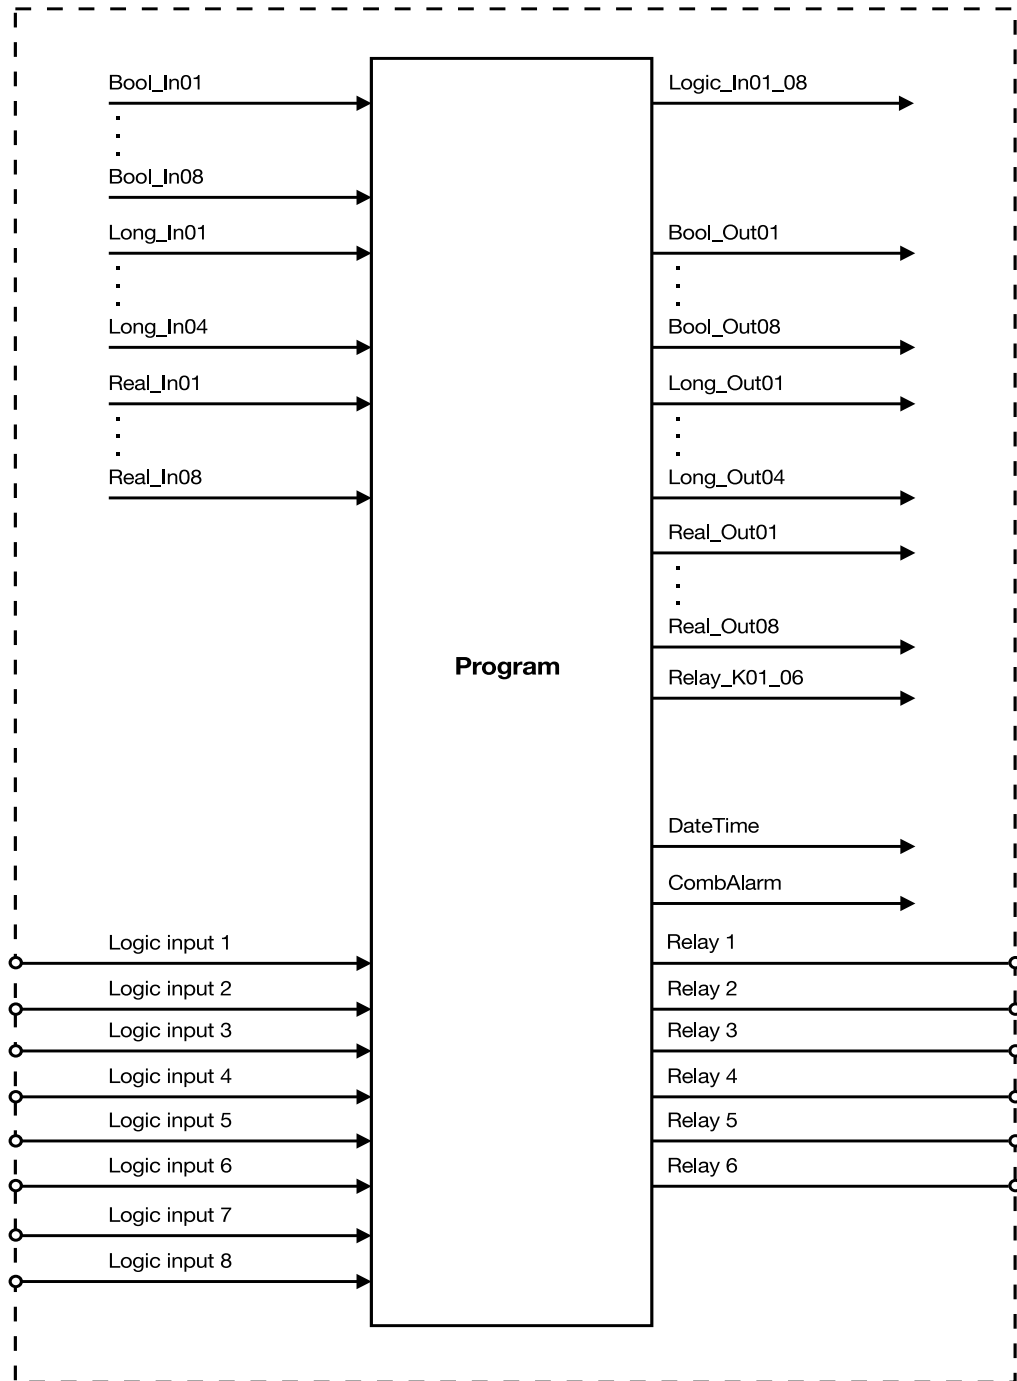 Bool_In01
Bool_In08
Long_In01
Long_In04
Real_In01
Real_In08
Logic input 1
Logic input 2
Logic input 3
Logic input 4
Logic input 5
Logic input 6
Logic input 7
Logic input 8
Program
Logic_In01_08
Bool_Out01
Bool_Out08
Long_Out01
Long_Out04
Real_Out01
Real_Out08
Relay_K01_06
DateTime
CombAlarm
Relay 1
Relay 2
Relay 3
Relay 4
Relay 5
Relay 6